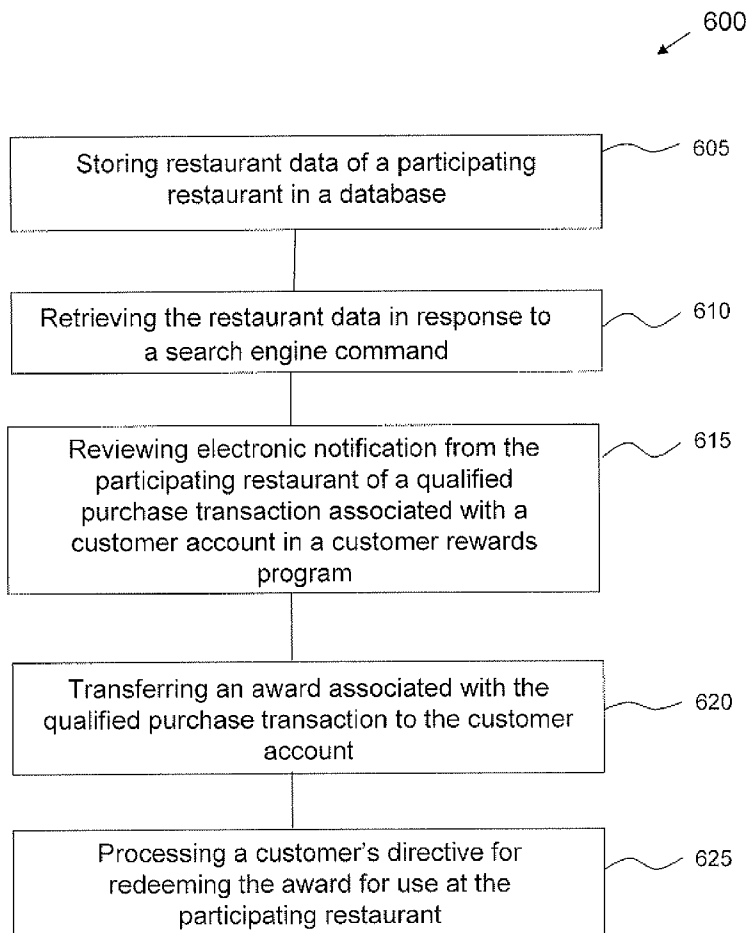 600
Storing restaurant data of a participating
restaurant in a database
605
Retrieving the restaurant data in response to
a search engine command
610
Reviewing electronic notification from the
participating restaurant of a qualified
purchase transaction associated with a
customer account in a customer rewards
program
615
Transferring an award associated with the
qualified purchase transaction to the customer
account
620
Processing a customer's directive for
redeeming the award for use at the
participating restaurant
625